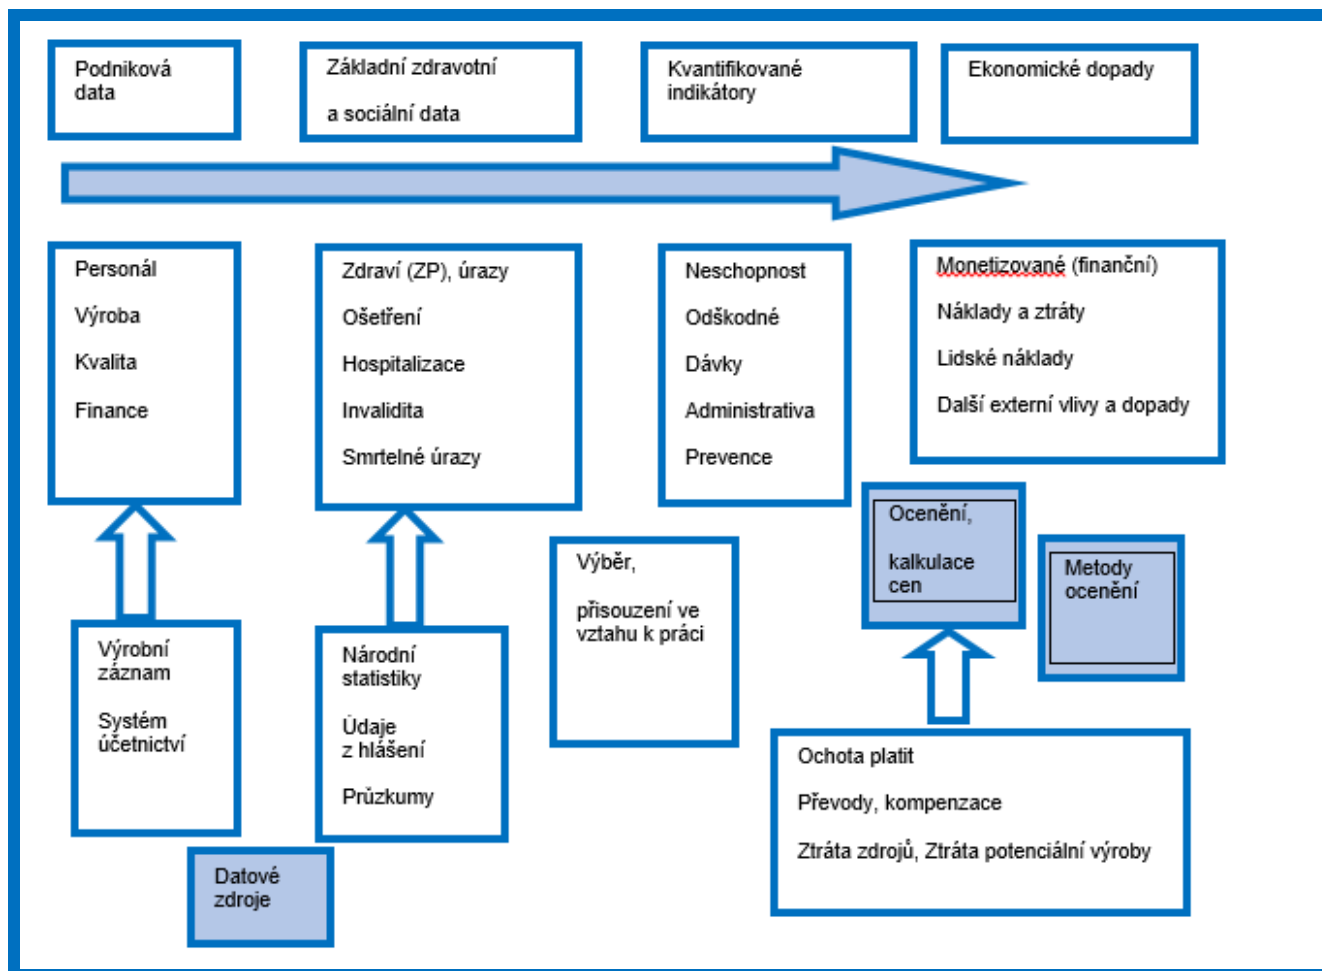 Podniková
data
Základní zdravotní
a sociální data
Kvantifikované
indikátory
Ekonomické dopady
Personál
Výroba
Kvalita
Finance
Zdraví (ZP), úrazy
Ošetření
Hospitalizace
Invalidita
Smrtelné úrazy
Neschopnost
Odškodné
Dávky
Administrativa
Prevence
Monetizované (finanční)
Náklady a ztráty
Lidské náklady
Další externí vlivy a dopady
Výrobní
záznam
Systém
účetnictví
Národní
statistiky
Údaje
z hlášení
Průzkumy
Výběr,
přisouzení ve
vztahu k práci
Ocenění,
kalkulace
cen
Metody
ocenění
Ochota platit
Převody, kompenzace
Ztráta zdrojů, Ztráta potenciální výroby
Datové
zdroje